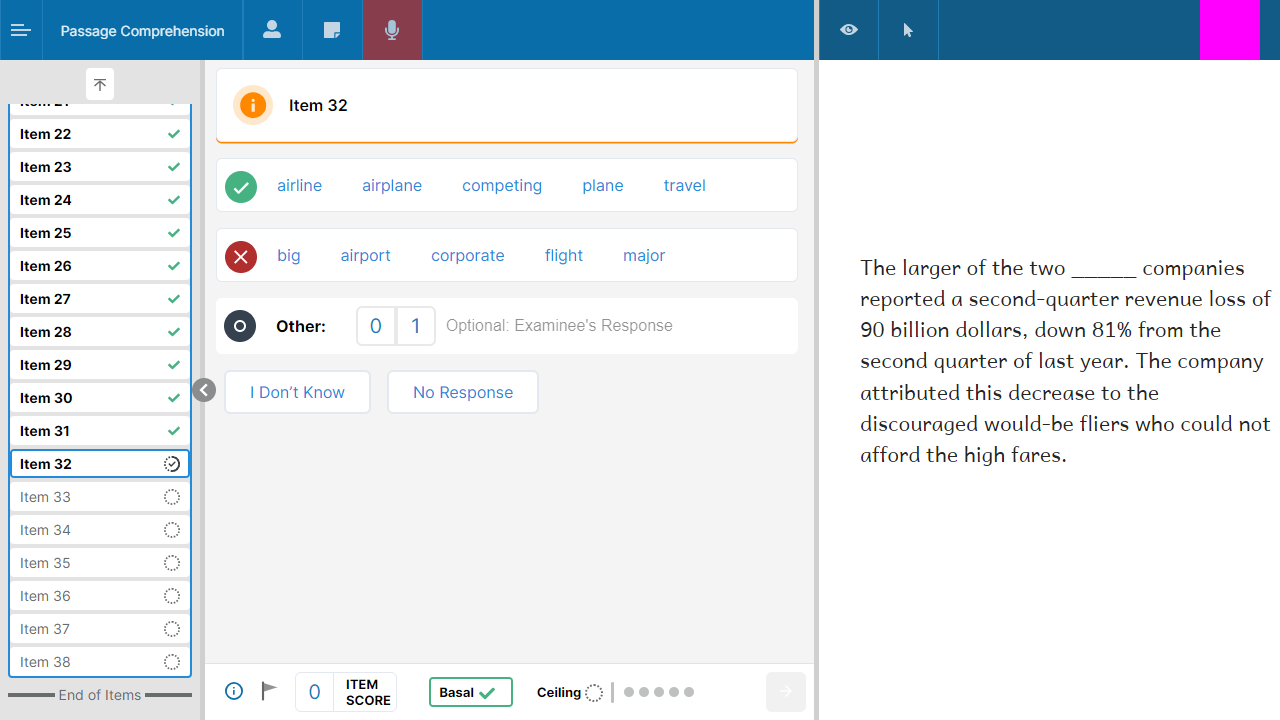 Passage Comprehension
Item 21
Item 22
Item 23
Item 24
Item 25
Item 26
Item 27
Item 28
Item 29
Item 30
Item 31
Item 32
Item 33
Item 34
Item 35
Item 36
Item 37
Item 38
End of Items
Item 32
airline airplane competing plane travel
big airport corporate flight major
Other: 0 1 Optional: Examinee's Response
I Don't Know No Response
0 ITEM SCORE Basal Ceiling
The larger of the two _____ companies
reported a second-quarter revenue loss of
90 billion dollars, down 81% from the
second quarter of last year. The company
attributed this decrease to the
discouraged would-be fliers who could not
afford the high fares.